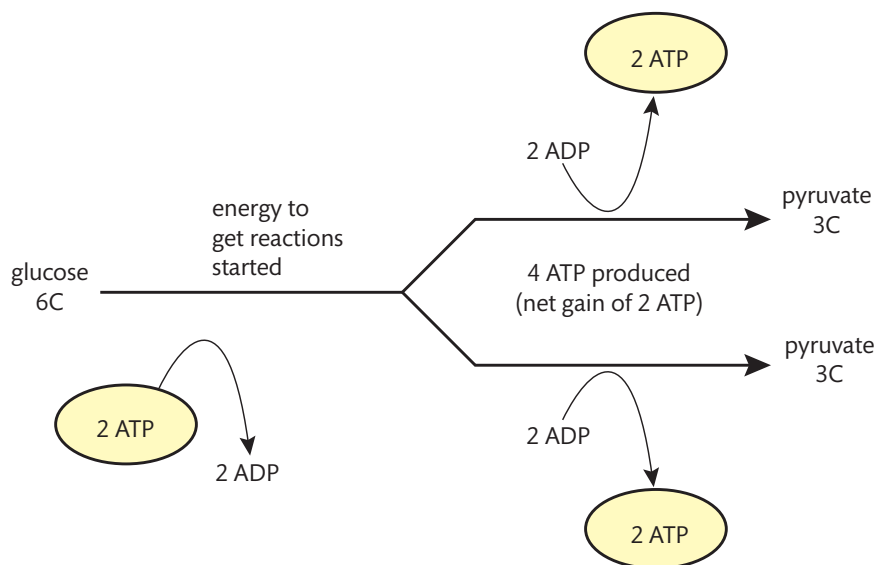 2 ATP
2 ADP
pyruvate
3C
energy to
get reactions
started
glucose
6C
4 ATP produced
(net gain of 2 ATP)
pyruvate
3C
2 ATP
2 ADP
2 ADP
2 ATP